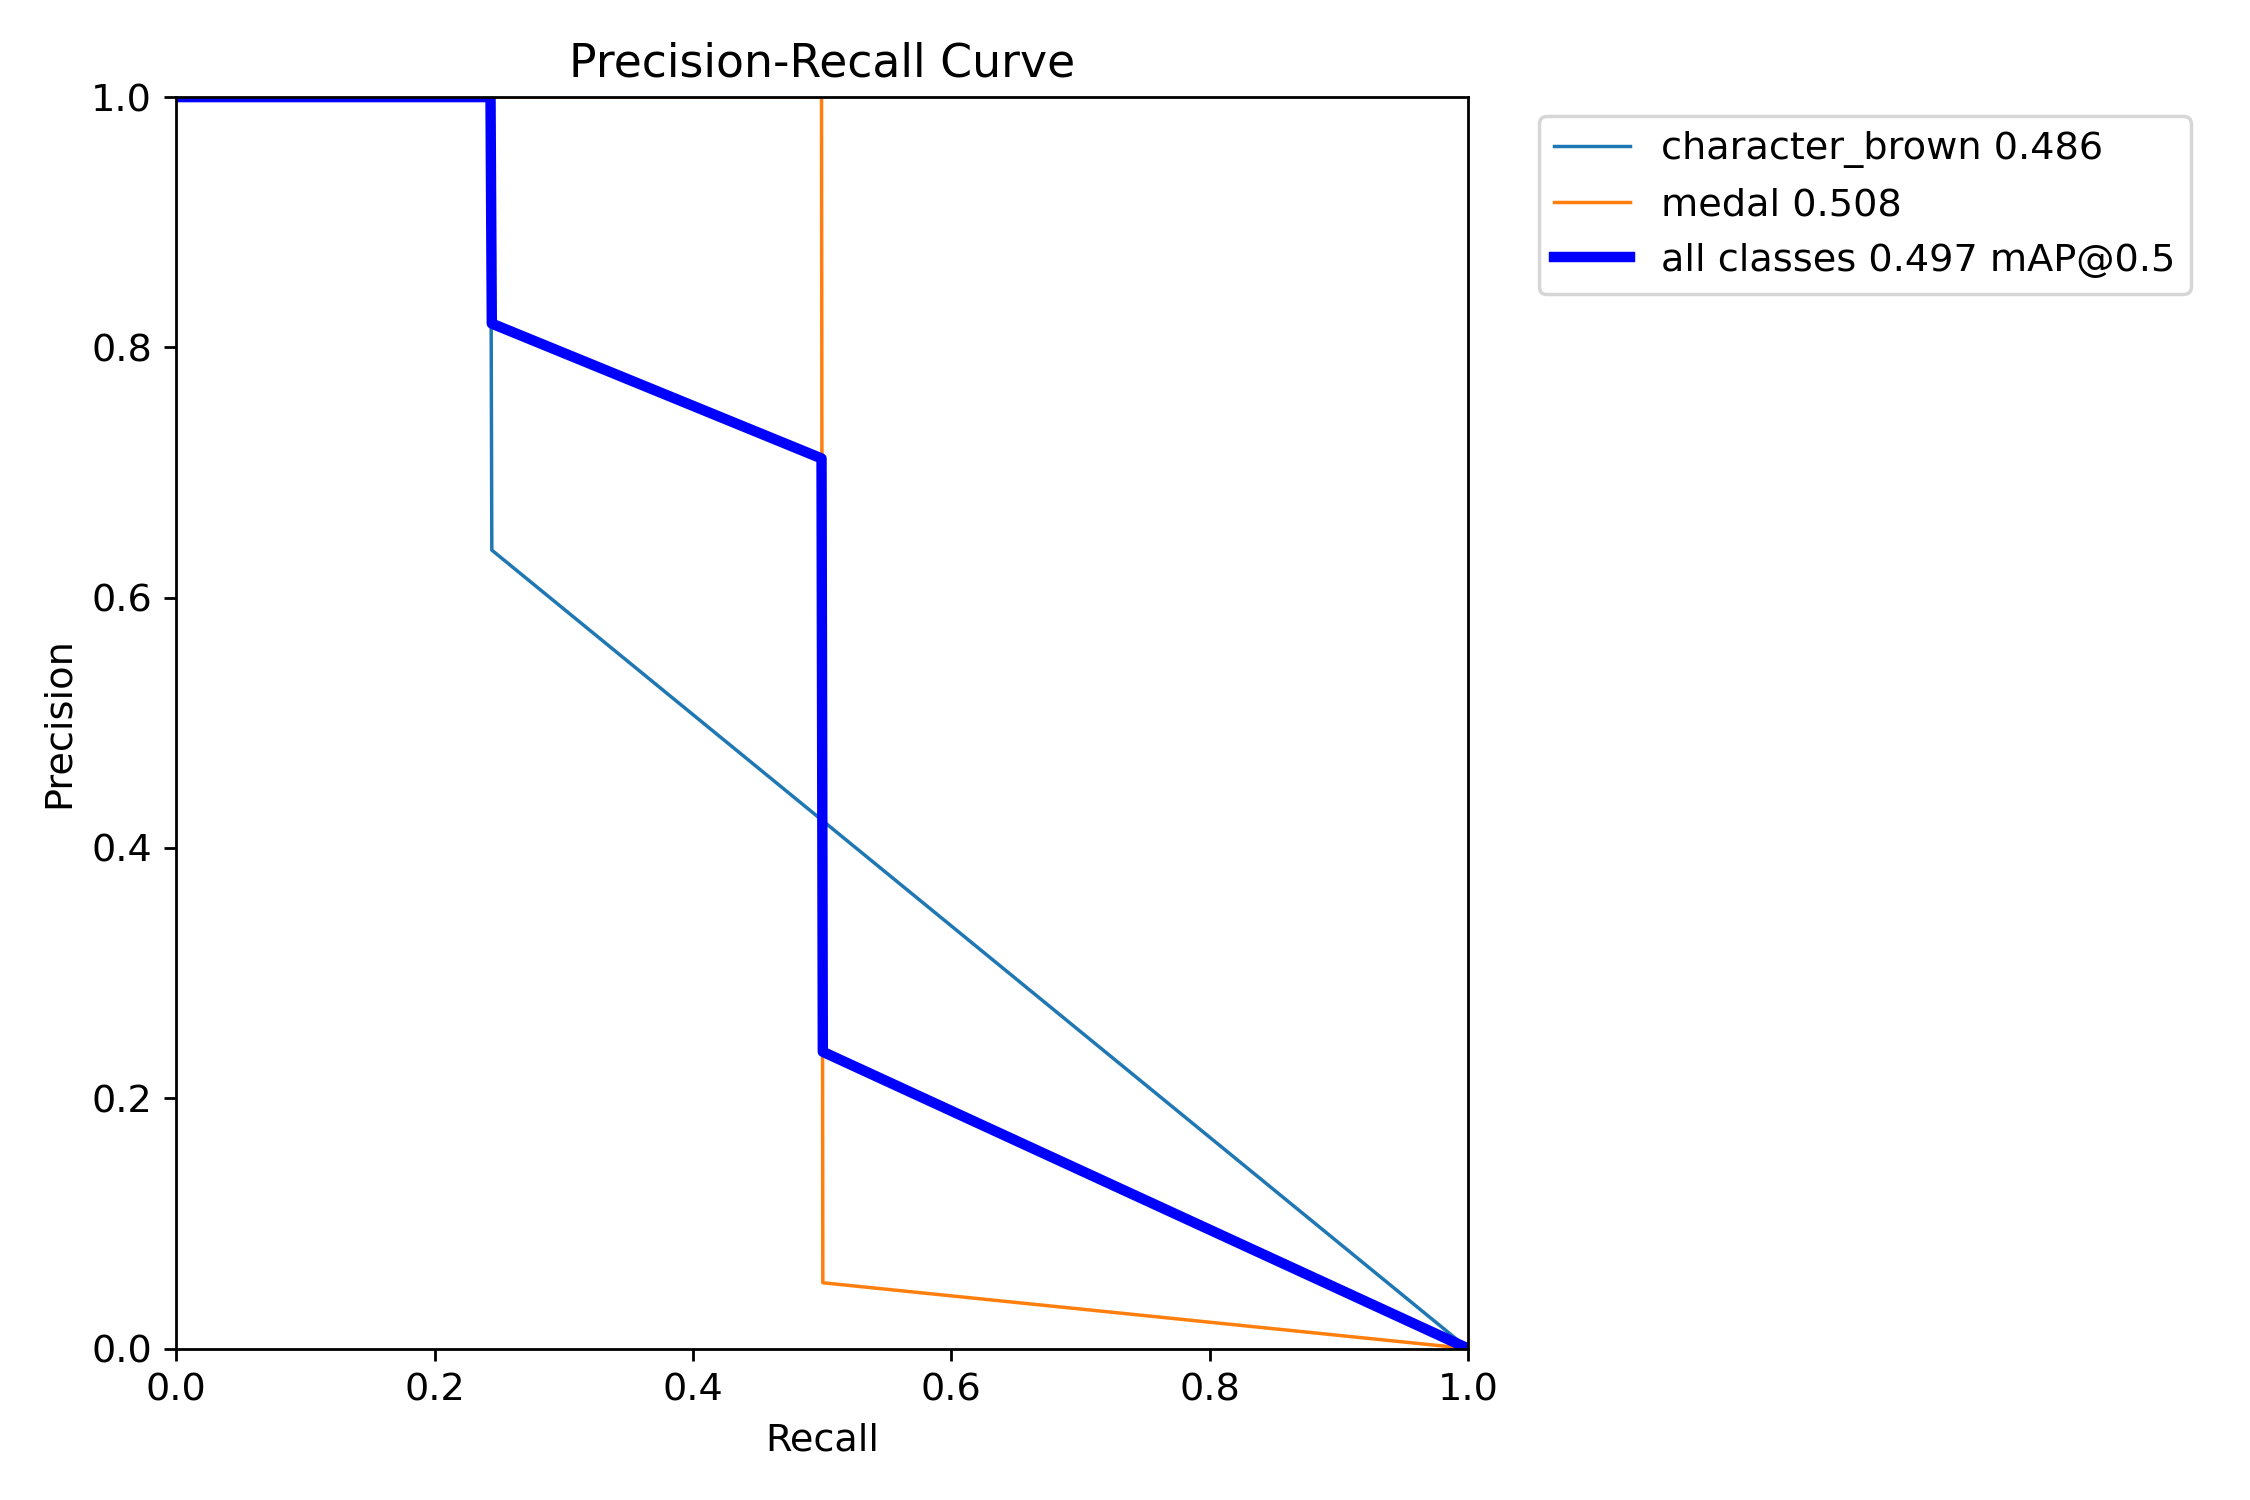 Precision-Recall Curve
character_brown 0.486
medal 0.508
all classes 0.497 mAP@0.5
Precision
1.0
0.8
0.6
0.4
0.2
0.0
0.0 0.2 0.4 0.6 0.8 1.0
Recall